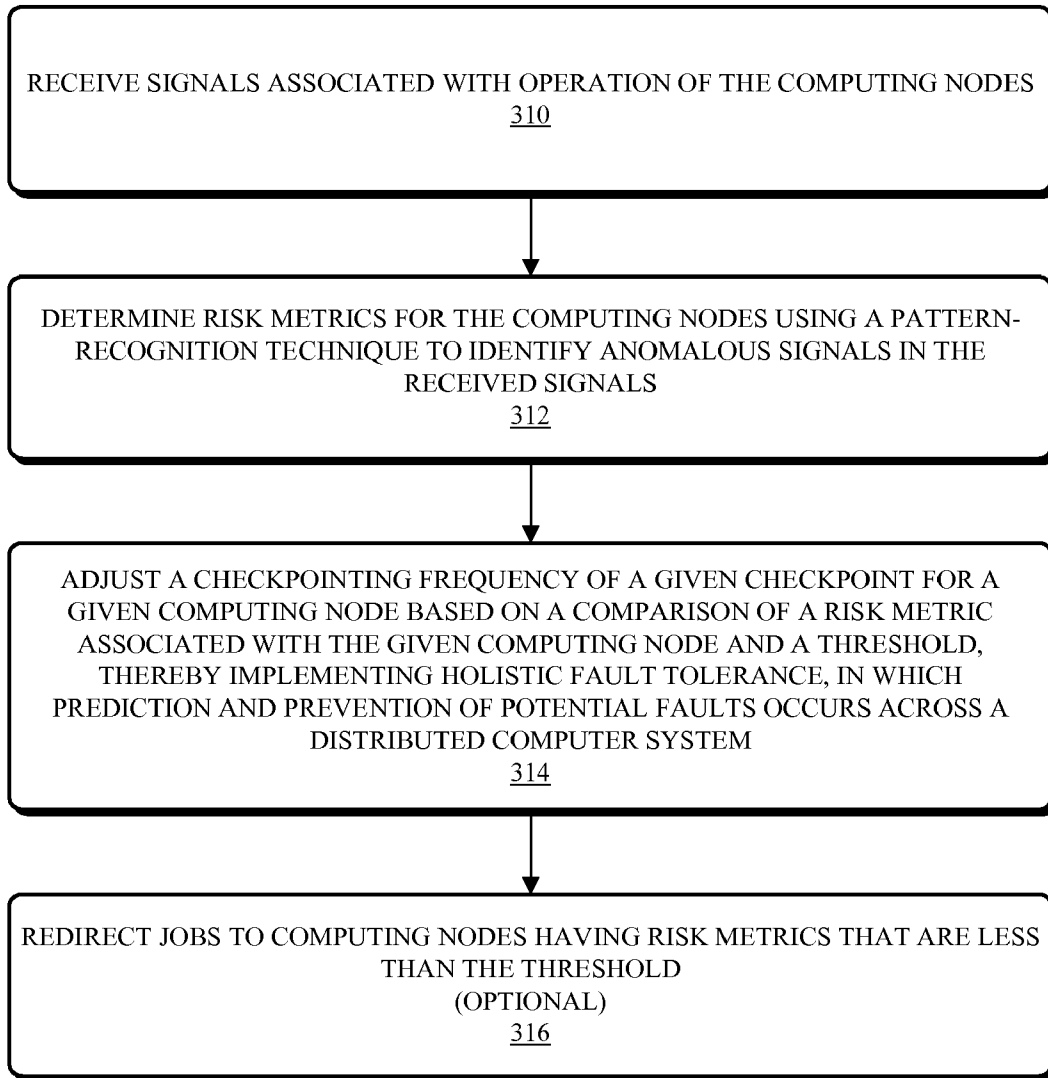 RECEIVE SIGNALS ASSOCIATED WITH OPERATION OF THE COMPUTING NODES
310
DETERMINE RISK METRICS FOR THE COMPUTING NODES USING A PATTERN-
RECOGNITION TECHNIQUE TO IDENTIFY ANOMALOUS SIGNALS IN THE
RECEIVED SIGNALS
312
ADJUST A CHECKPOINTING FREQUENCY OF A GIVEN CHECKPOINT FOR A
GIVEN COMPUTING NODE BASED ON A COMPARISON OF A RISK METRIC
ASSOCIATED WITH THE GIVEN COMPUTING NODE AND A THRESHOLD,
THEREBY IMPLEMENTING HOLISTIC FAULT TOLERANCE, IN WHICH
PREDICTION AND PREVENTION OF POTENTIAL FAULTS OCCURS ACROSS A
DISTRIBUTED COMPUTER SYSTEM
314
REDIRECT JOBS TO COMPUTING NODES HAVING RISK METRICS THAT ARE LESS
THAN THE THRESHOLD
(OPTIONAL)
316